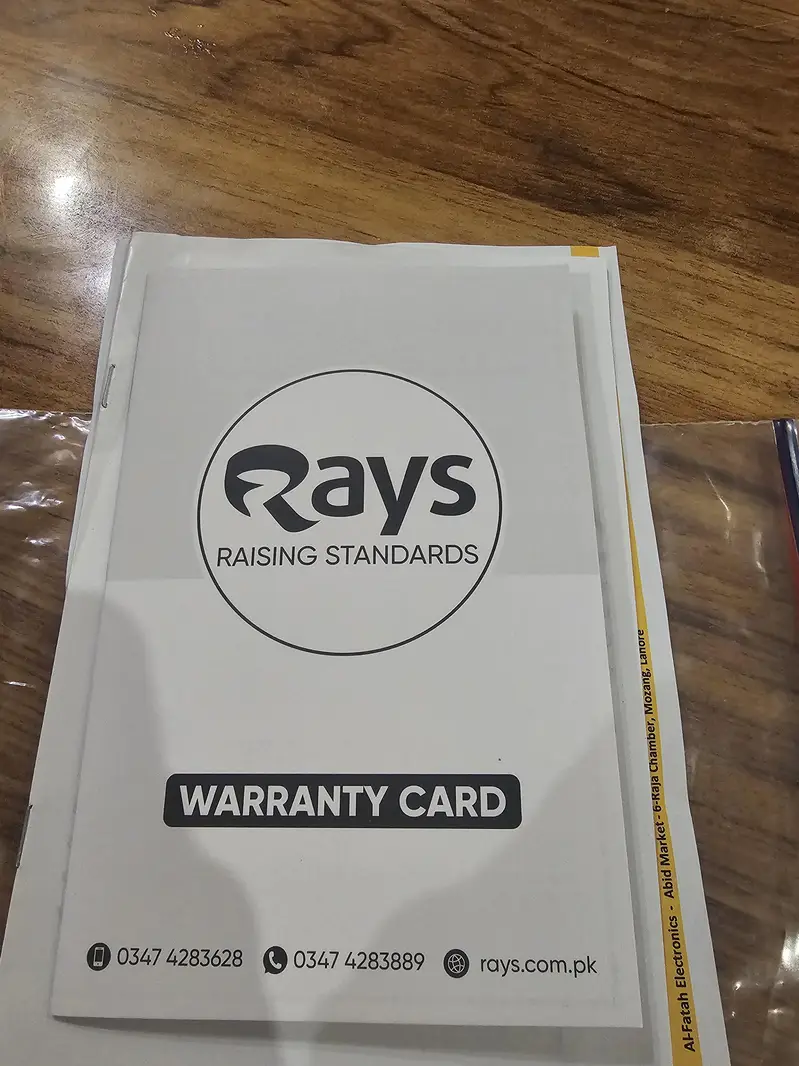 Rays
RAISING STANDARDS
WARRANTY CARD
0347 4283628
0347 4283889
rays.com.pk
Al-Fatah Electronics - Abid Market - 6-Raja Chamber, Mozang, Lahore